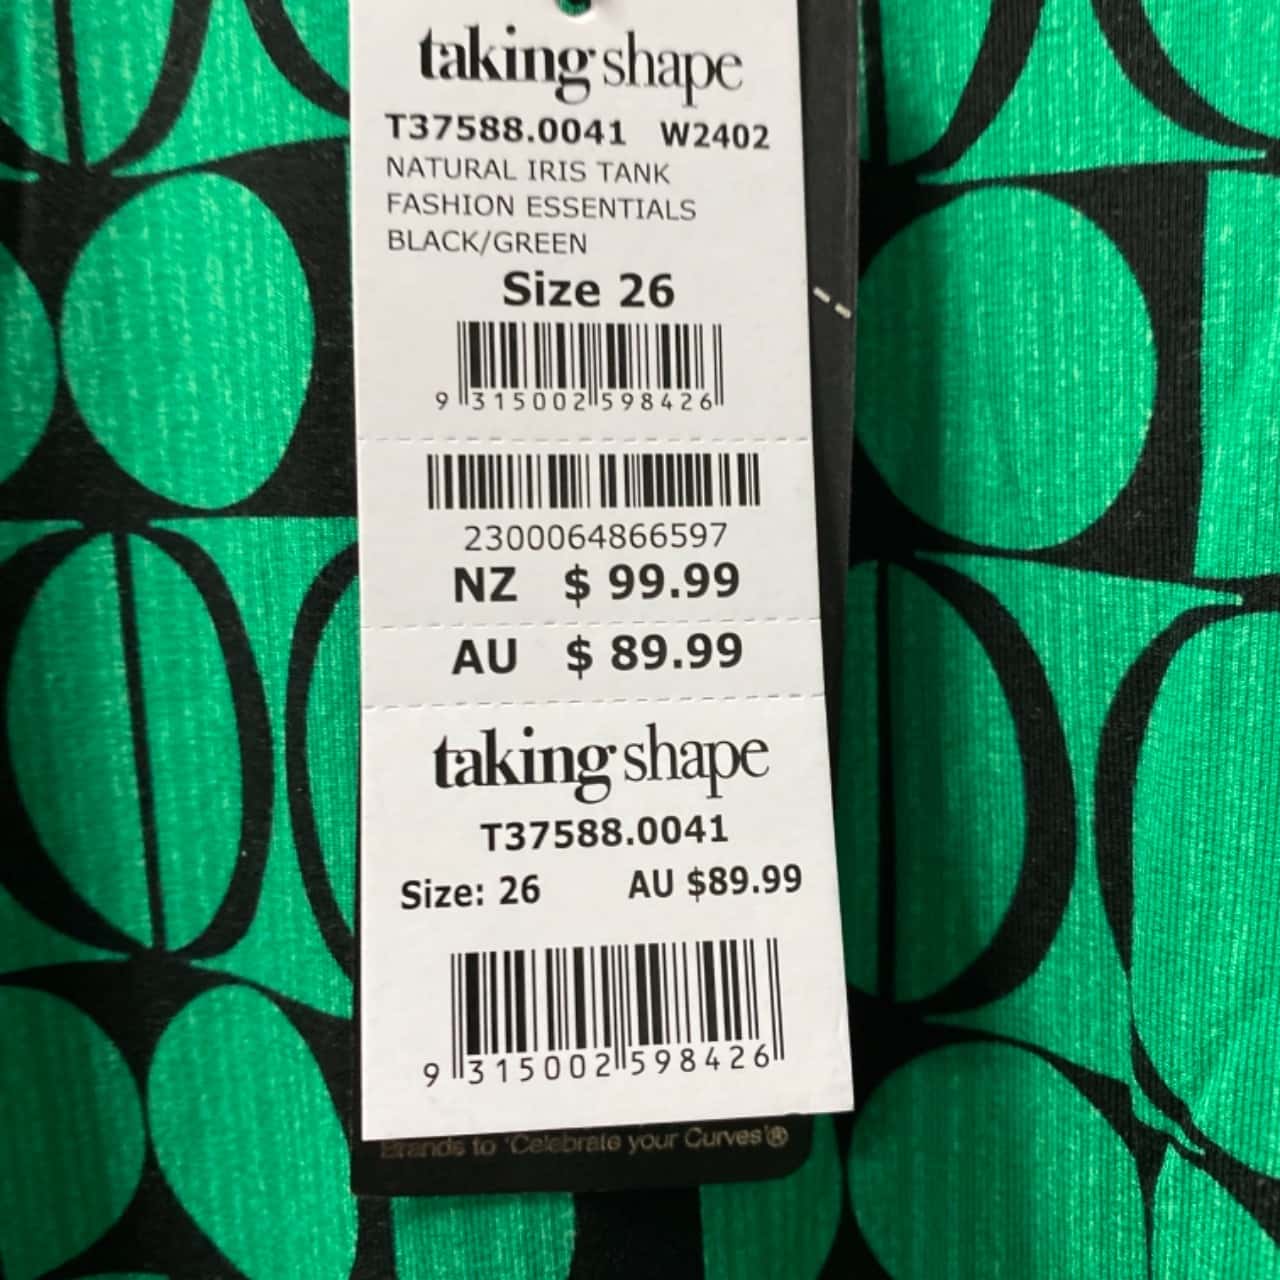 taking shape
T37588.0041 W2402
NATURAL IRIS TANK
FASHION ESSENTIALS
BLACK/GREEN
Size 26
9 315002 598426
2300064866597
NZ $ 99.99
AU $ 89.99
taking shape
T37588.0041
Size: 26 AU $89.99
9 315002 598426
Brands to 'Celebrate your Curves'®